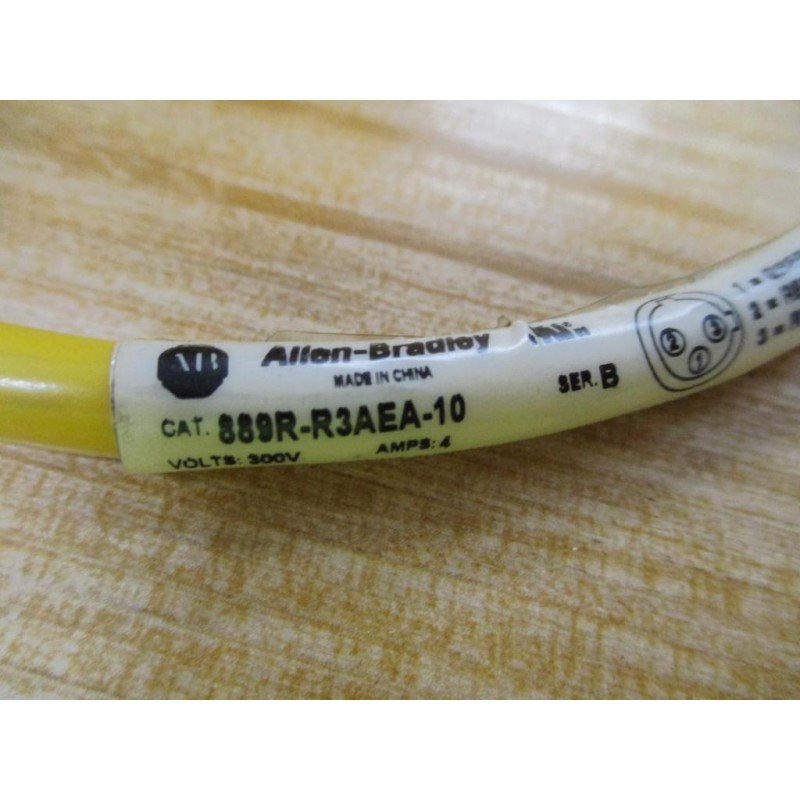 AB Allen-Bradley
MADE IN CHINA
CAT. 889R-R3AEA-10
VOLTS: 300V AMPS: 4
SER. B
2 3
1
1 =
2 =
3 =